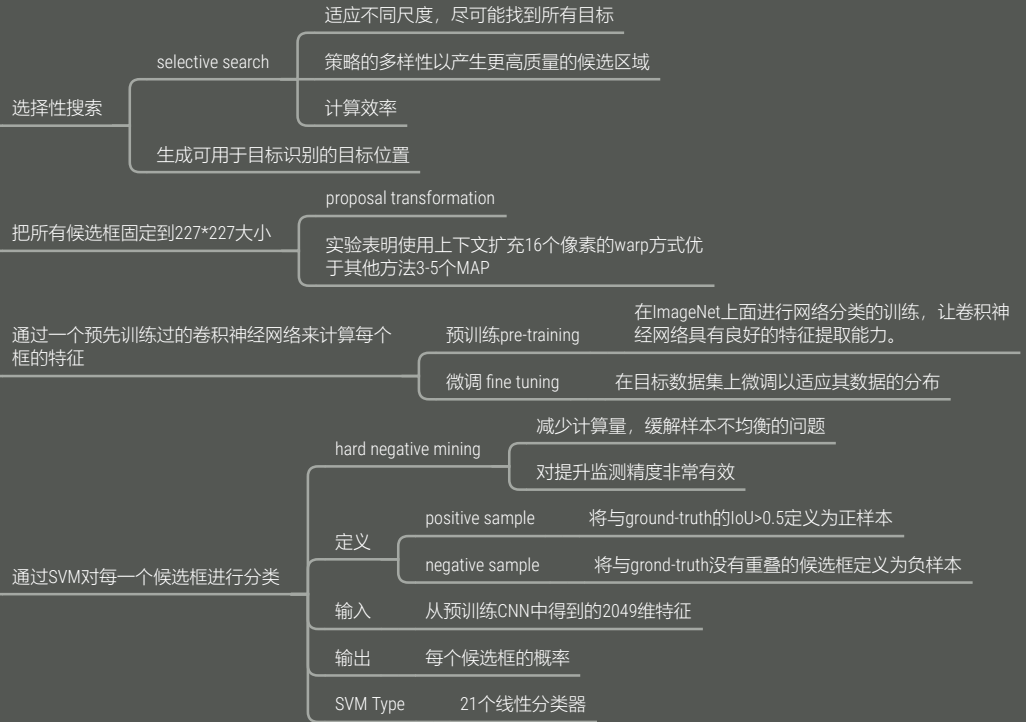 选择性搜索
selective search
适应不同尺度，尽可能找到所有目标
策略的多样性以产生更高质量的候选区域
计算效率
生成可用于目标识别的目标位置
把所有候选框固定到227*227大小
proposal transformation
实验表明使用上下文扩充16个像素的warp方式优
于其他方法3-5个MAP
通过一个预先训练过的卷积神经网络来计算每个
框的特征
预训练pre-training
在ImageNet上面进行网络分类的训练，让卷积神
经网络具有良好的特征提取能力。
微调 fine tuning
在目标数据集上微调以适应其数据的分布
通过SVM对每一个候选框进行分类
hard negative mining
减少计算量，缓解样本不均衡的问题
对提升监测精度非常有效
定义
positive sample
将与ground-truth的IoU>0.5定义为正样本
negative sample
将与grond-truth没有重叠的候选框定义为负样本
输入
从预训练CNN中得到的2049维特征
输出
每个候选框的概率
SVM Type
21个线性分类器